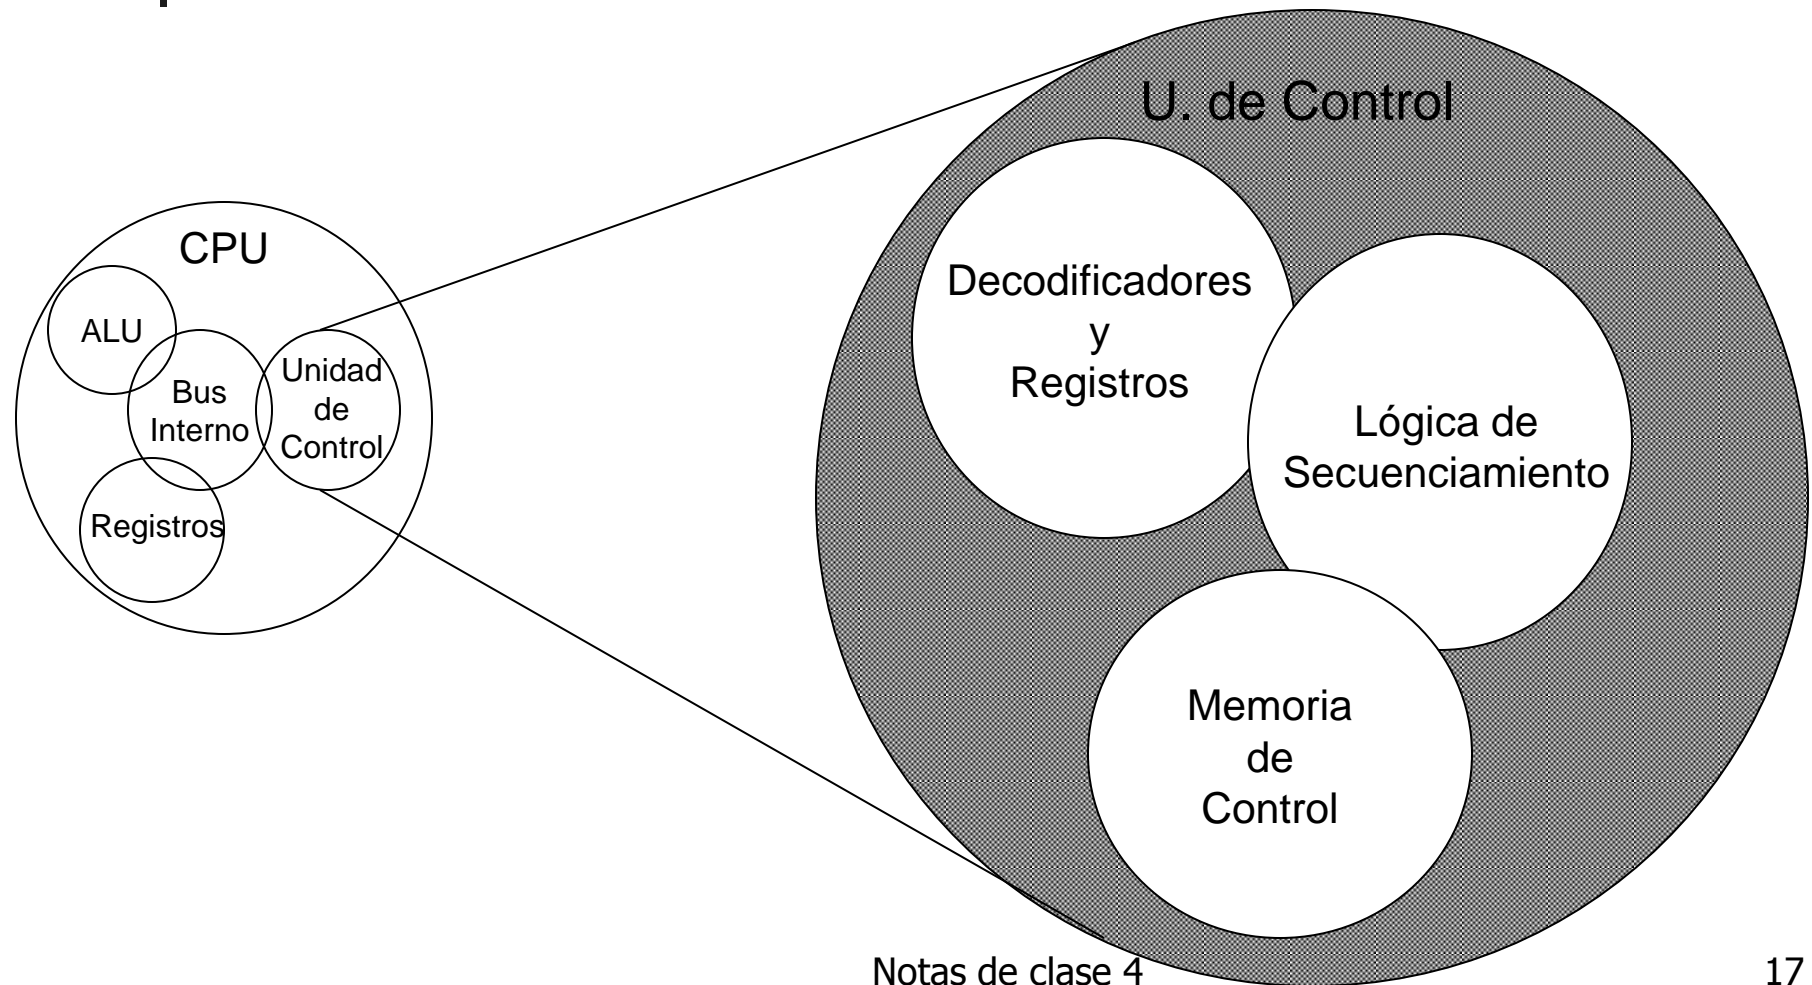 CPU
ALU
Bus
Interno
Unidad
de
Control
Registros
U. de Control
Decodificadores
y
Registros
Lógica de
Secuenciamiento
Memoria
de
Control
Notas de clase 4
17